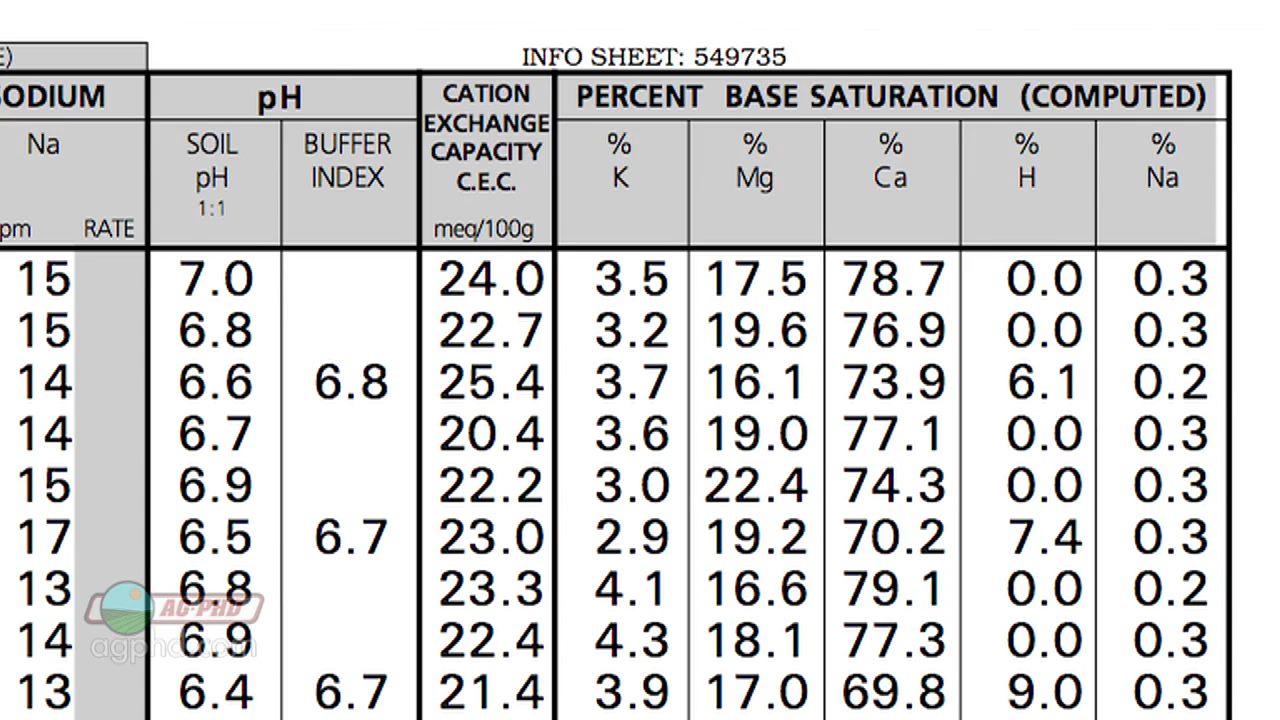 E)
INFO SHEET: 549735
SODIUM pH CATION EXCHANGE CAPACITY C.E.C. PERCENT BASE SATURATION (COMPUTED)
Na SOIL pH 1:1 BUFFER INDEX % K % Mg % Ca % H % Na
pm RATE meq/100g
15 7.0 24.0 3.5 17.5 78.7 0.0 0.3
15 6.8 22.7 3.2 19.6 76.9 0.0 0.3
14 6.6 6.8 25.4 3.7 16.1 73.9 6.1 0.2
14 6.7 20.4 3.6 19.0 77.1 0.0 0.3
15 6.9 22.2 3.0 22.4 74.3 0.0 0.3
17 6.5 6.7 23.0 2.9 19.2 70.2 7.4 0.3
13 6.8 23.3 4.1 16.6 79.1 0.0 0.2
AG-PHD
14 6.9 22.4 4.3 18.1 77.3 0.0 0.3
agphd.com
13 6.4 6.7 21.4 3.9 17.0 69.8 9.0 0.3